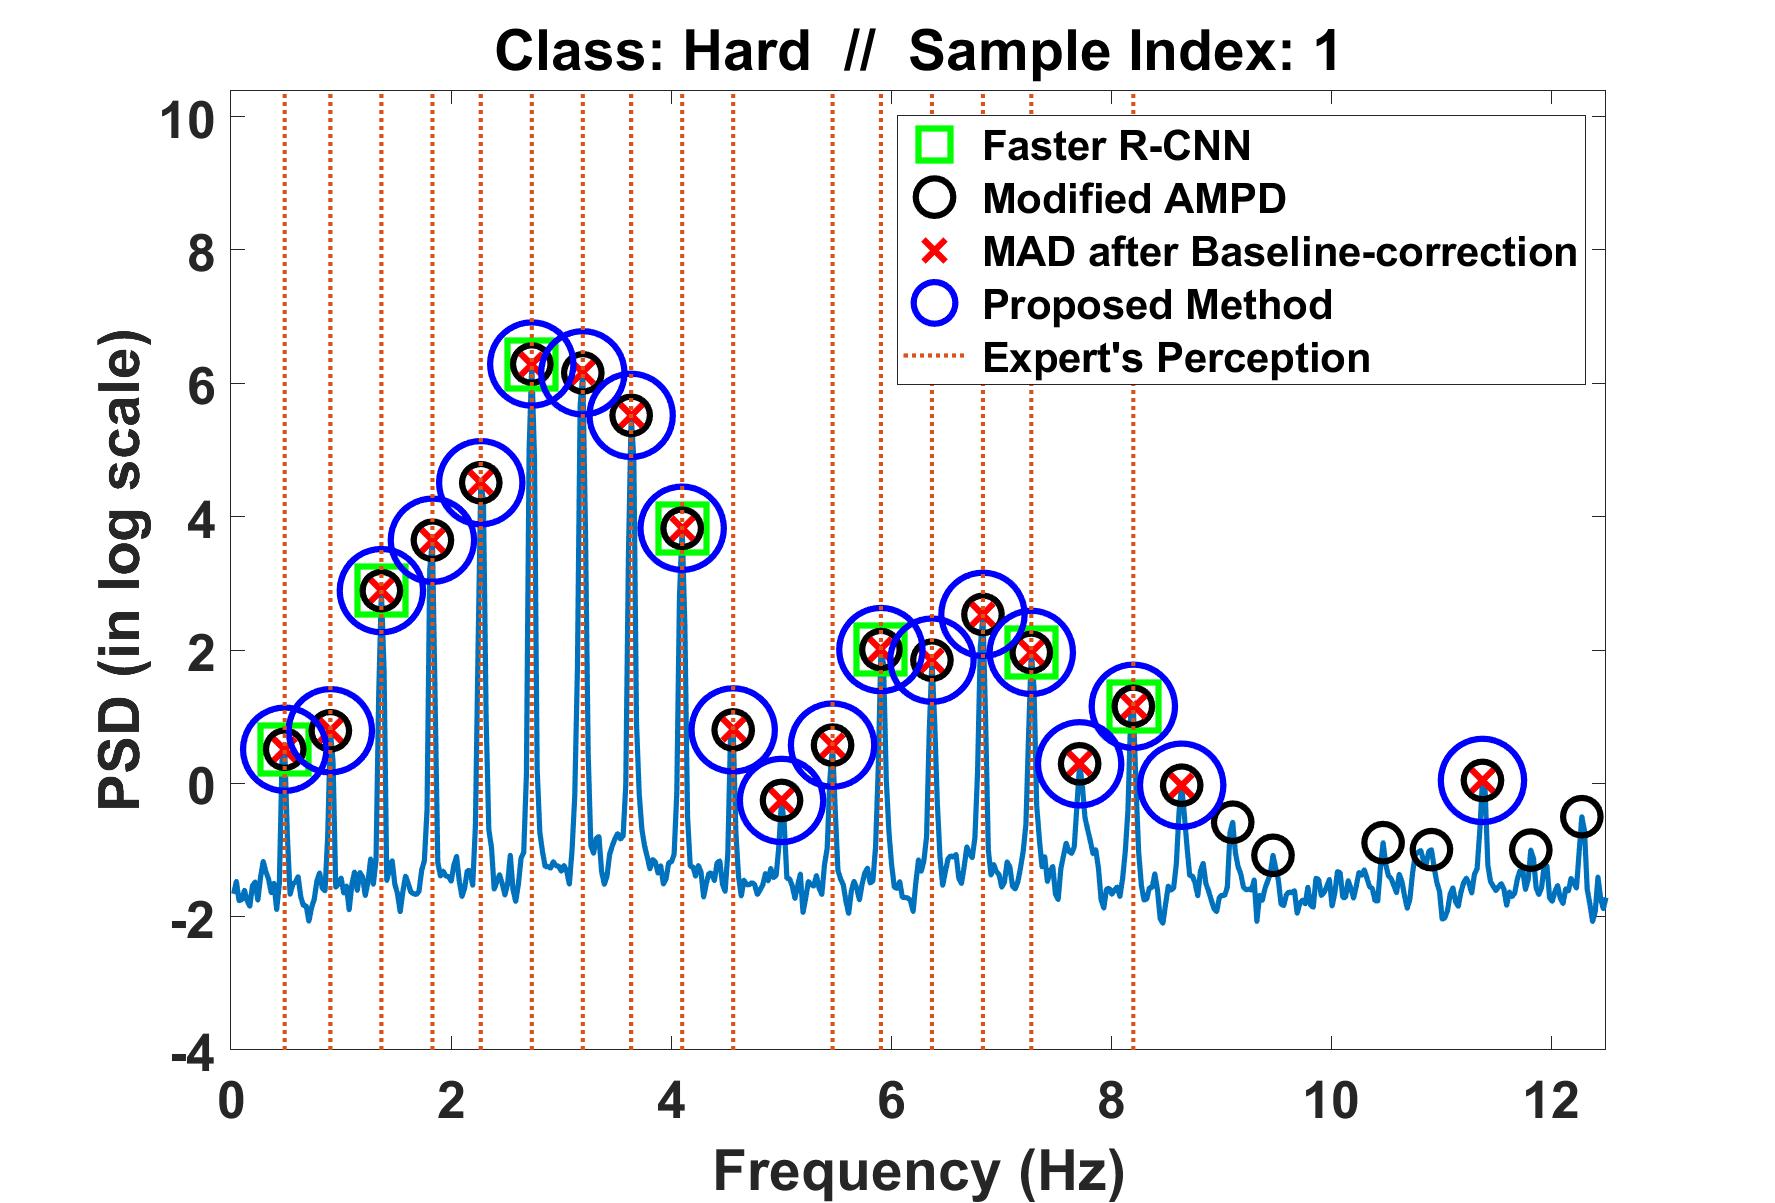 Class: Hard // Sample Index: 1
10
8
6
4
2
0
-2
-4
PSD (in log scale)
Faster R-CNN
Modified AMPD
MAD after Baseline-correction
Proposed Method
Expert's Perception
0 2 4 6 8 10 12
Frequency (Hz)